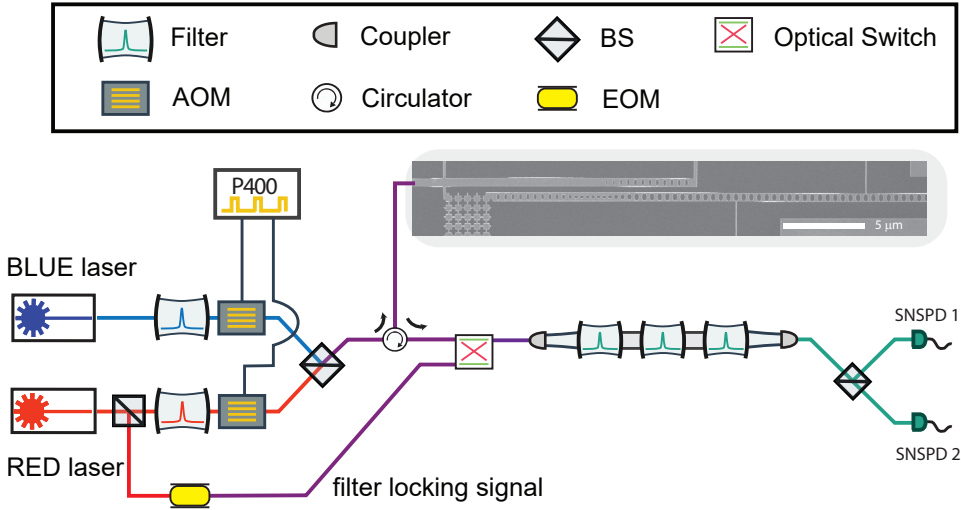 Filter
Coupler
BS
Optical Switch
AOM
Circulator
EOM
P400
5 μm
BLUE laser
SNSPD 1
RED laser
SNSPD 2
filter locking signal